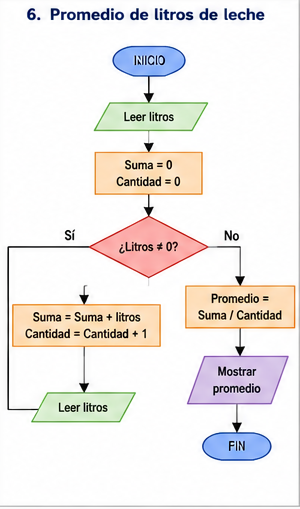 6. Promedio de litros de leche
INICIO
Leer litros
Suma = 0
Cantidad = 0
¿Litros ≠ 0?
Sí
No
Suma = Suma + litros
Cantidad = Cantidad + 1
Promedio =
Suma / Cantidad
Leer litros
Mostrar
promedio
FIN